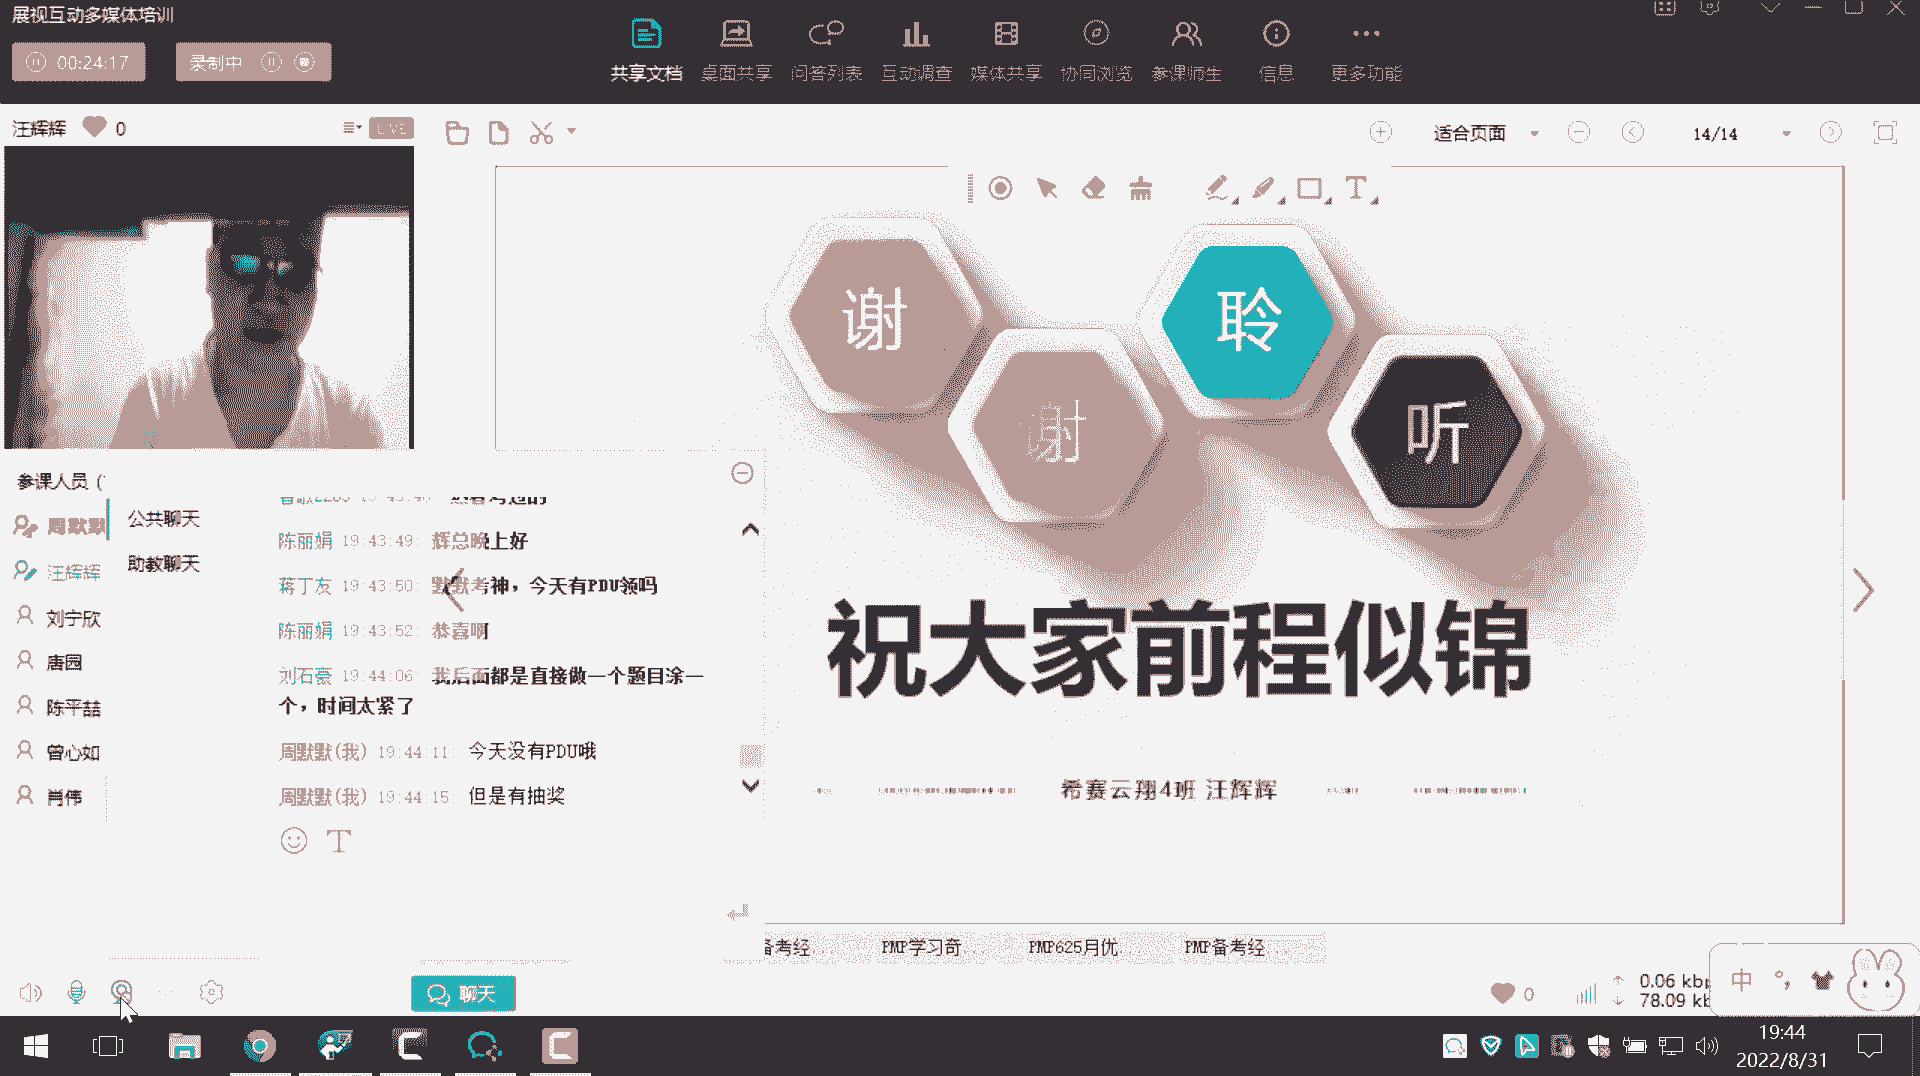 展视互动多媒体培训
00:24:17
录制中
共享文档 桌面共享 问答列表 互动调查 媒体共享 协同浏览 参课师生 信息 更多功能
汪辉辉 0
LIVE
适合页面
14/14
谢
谢
聆
听
参课人员 (
周默默
汪辉辉
刘宁欣
唐园
陈平喆
曾心如
肖伟
公共聊天
助教聊天
陈丽娟 19:43:49: 辉总晚上好
蒋丁友 19:43:50: 默默考神，今天有PDU领吗
陈丽娟 19:43:52: 恭喜啊
刘石豪 19:44:06: 我后面都是直接做一个题目涂一
个，时间太紧了
周默默(我) 19:44:11: 今天没有PDU哦
周默默(我) 19:44:15: 但是有抽奖
祝大家前程似锦
希赛云翔4班 汪辉辉
备考经... PMP学习奇 PMP625月优 PMP备考经
聊天
0
0.06 kbp
78.09 kb
中
19:44
2022/8/31